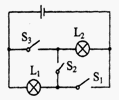 S₃ L₂
S₂
L₁ S₁